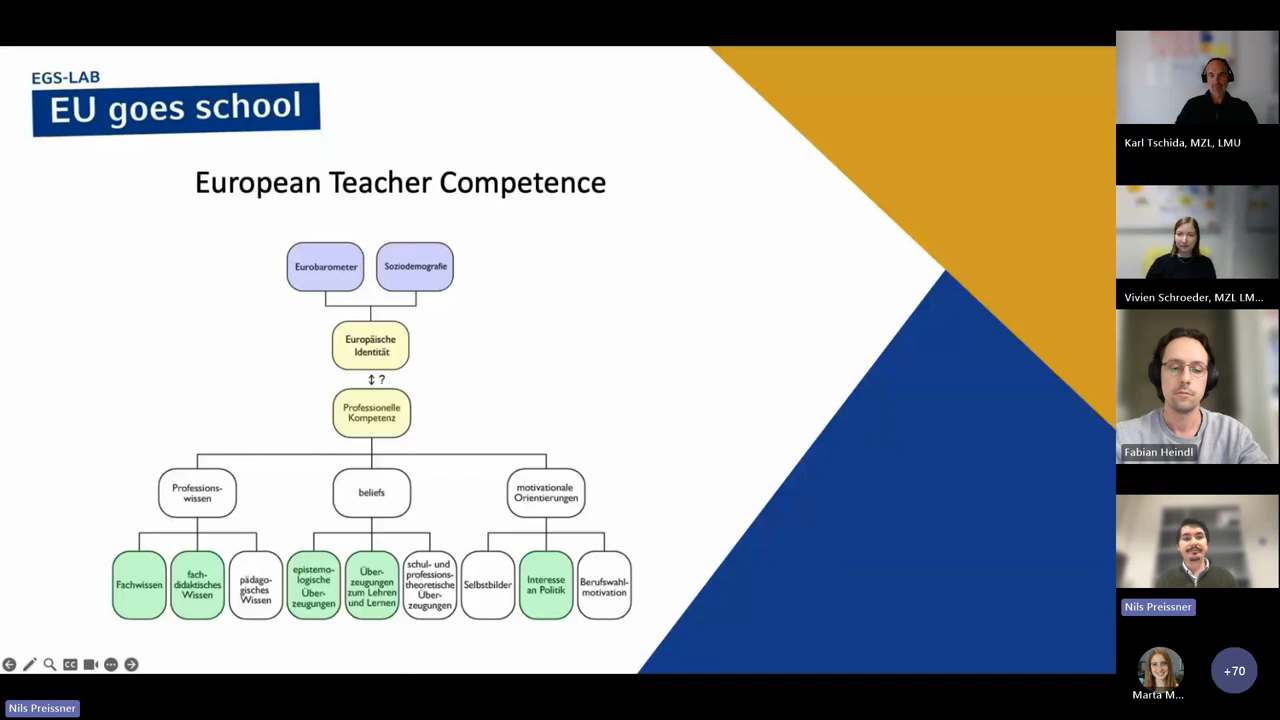 EGS-LAB
EU goes school
European Teacher Competence
Eurobarometer
Soziodemografie
Europäische
Identität
↕ ?
Professionelle
Kompetenz
Professions-
wissen
beliefs
motivationale
Orientierungen
Fachwissen
fach-
didaktisches
Wissen
pädago-
gisches
Wissen
epistemo-
logische
Über-
zeugungen
Über-
zeugungen
zum Lehren
und Lernen
schul- und
professions-
theoretische
Über-
zeugungen
Selbstbilder
Interesse
an Politik
Berufswahl-
motivation
CC
Nils Preissner
Karl Tschida, MZL, LMU
Vivien Schroeder, MZL LM...
Fabian Heindl
Nils Preissner
Marta M...
+70